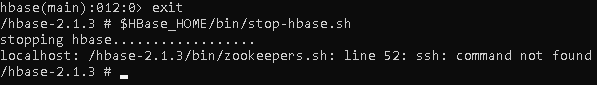 hbase(main):012:0> exit
/hbase-2.1.3 # $HBase_HOME/bin/stop-hbase.sh
stopping hbase..................
localhost: /hbase-2.1.3/bin/zookeepers.sh: line 52: ssh: command not found
/hbase-2.1.3 # _